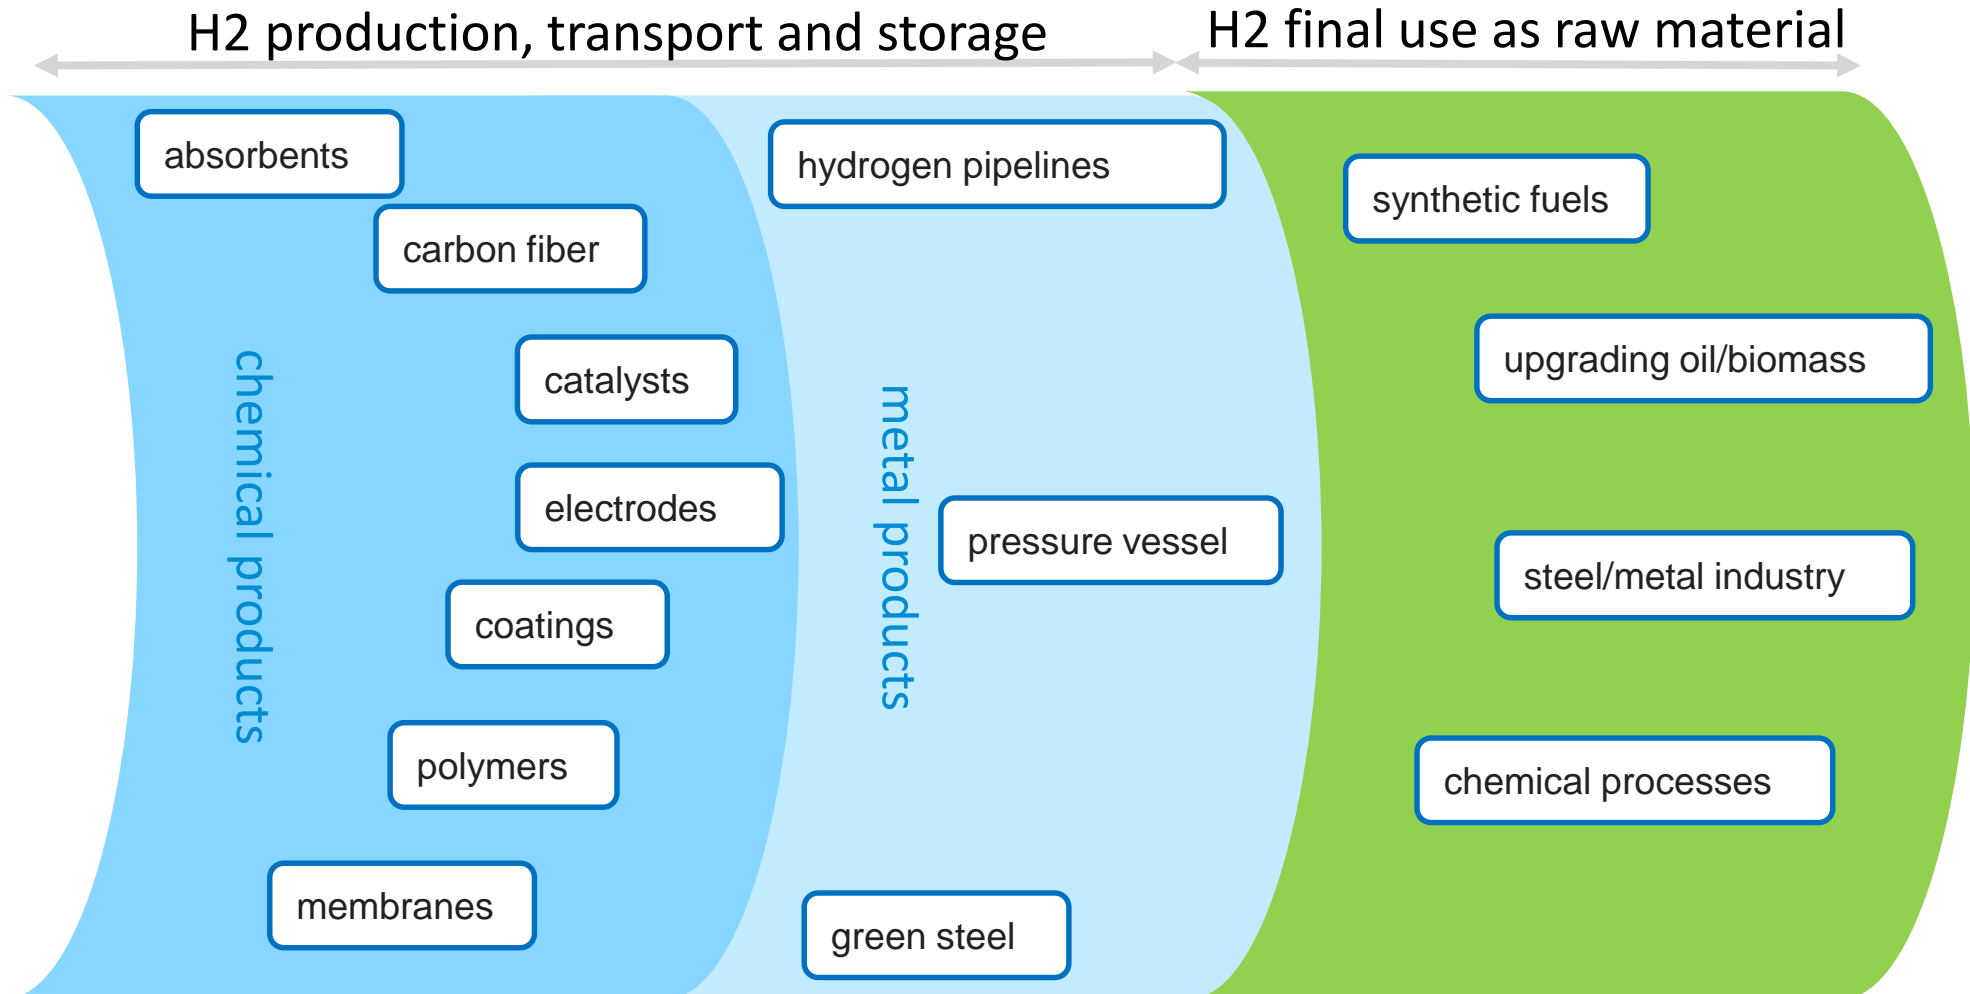 H2 production, transport and storage
H2 final use as raw material
absorbents
carbon fiber
catalysts
electrodes
coatings
polymers
membranes
chemical products
hydrogen pipelines
pressure vessel
green steel
metal products
synthetic fuels
upgrading oil/biomass
steel/metal industry
chemical processes